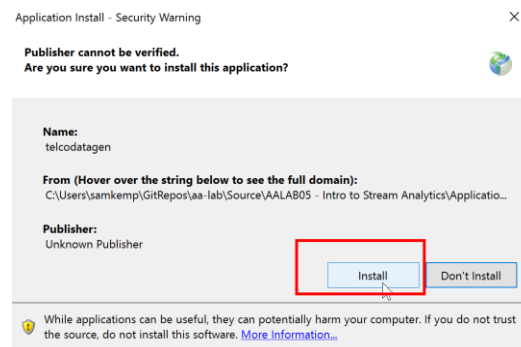 Application Install - Security Warning
Publisher cannot be verified.
Are you sure you want to install this application?
Name:
telcodatagen
From (Hover over the string below to see the full domain):
C:\Users\samkemp\GitRepos\aa-lab\Source\AALAB05 - Intro to Stream Analytics\Applicatio...
Publisher:
Unknown Publisher
Install Don't Install
While applications can be useful, they can potentially harm your computer. If you do not trust
the source, do not install this software. More Information...